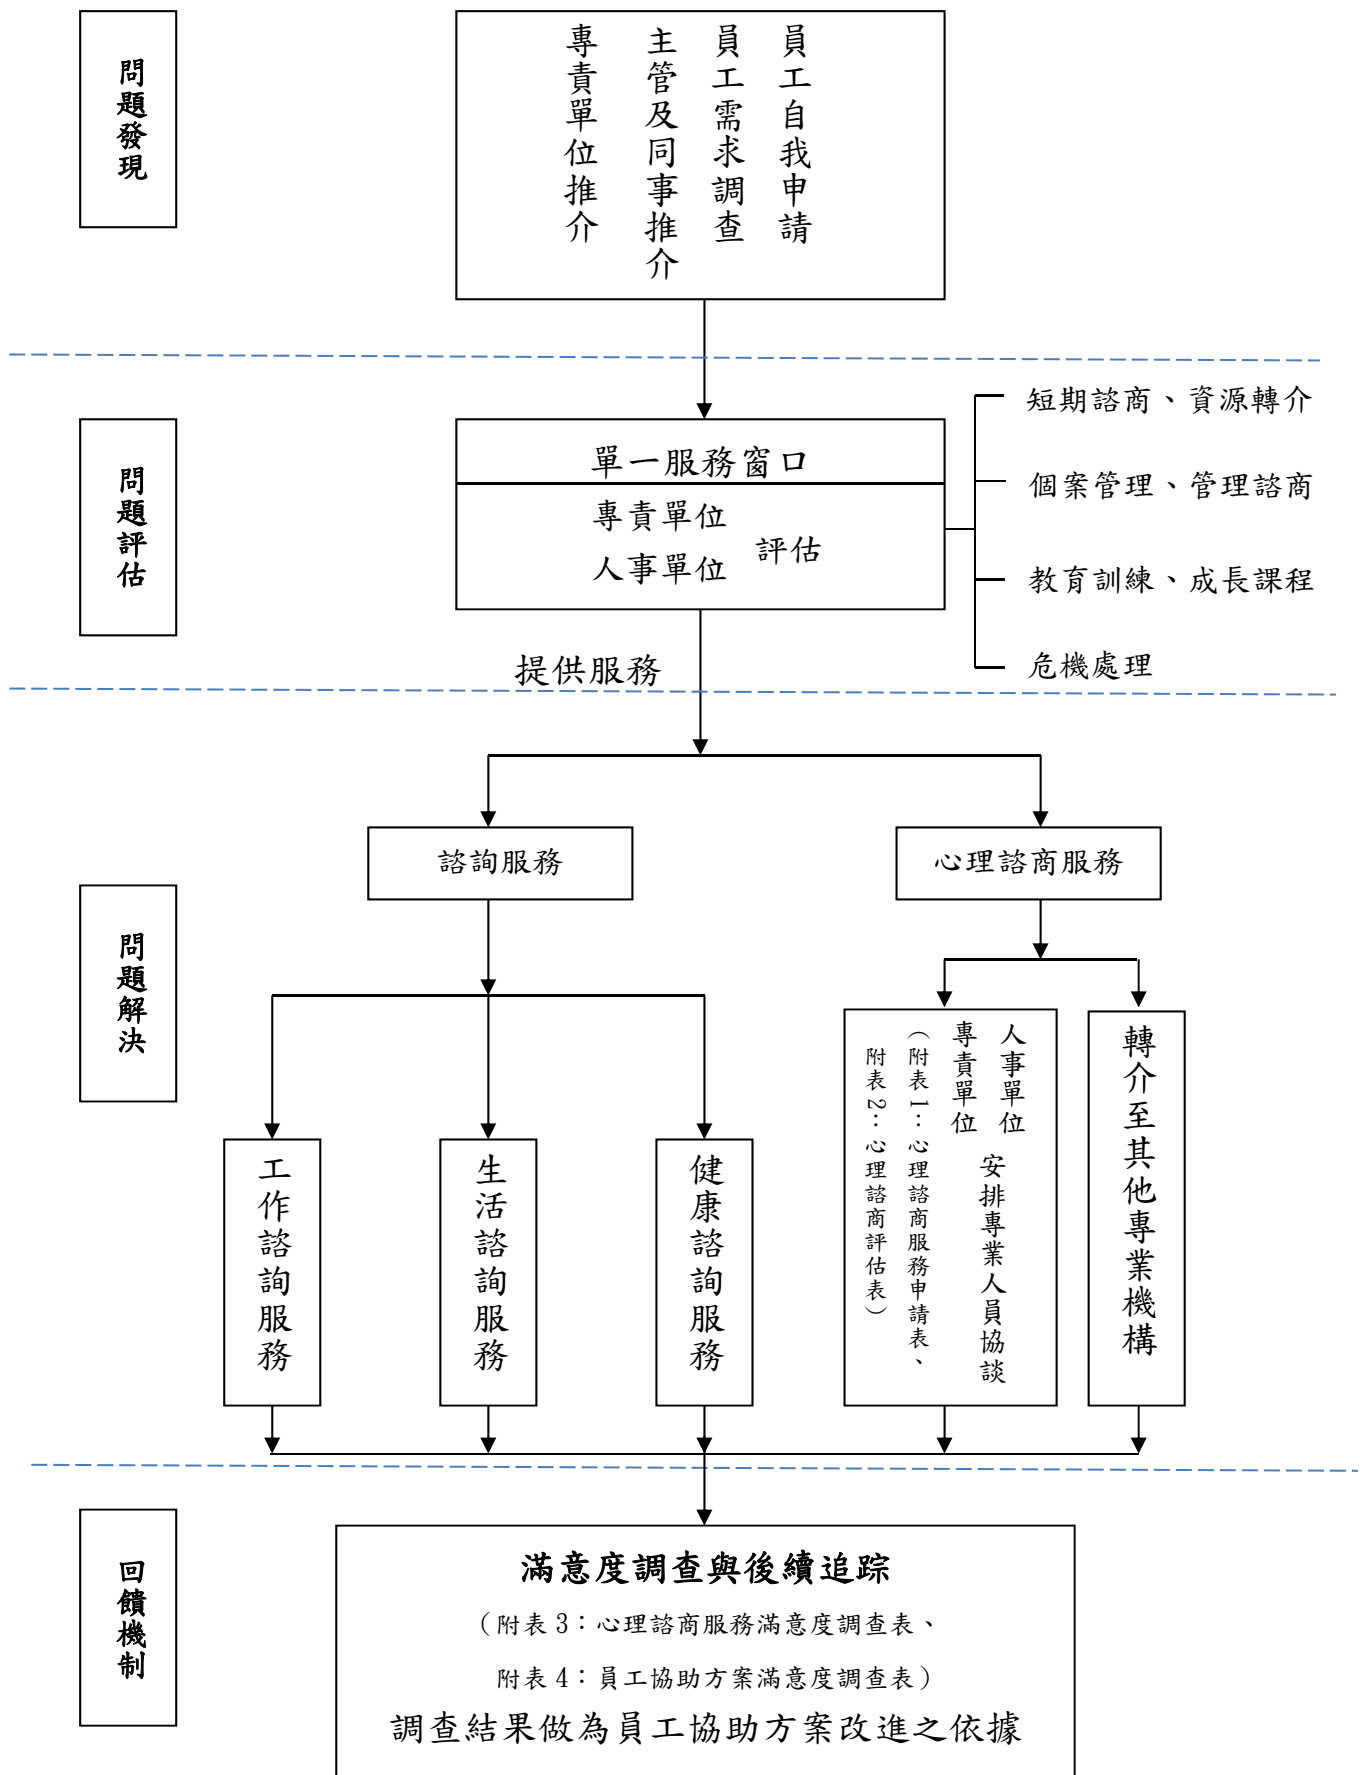 問題發現
員工自我申請
員工需求調查
主管及同事推介
專責單位推介
問題評估
單一服務窗口
專責單位
人事單位
評估
短期諮商、資源轉介
個案管理、管理諮商
教育訓練、成長課程
危機處理
提供服務
問題解決
諮詢服務
心理諮商服務
工作諮詢服務
生活諮詢服務
健康諮詢服務
人事單位
專責單位
安排專業人員協談
（附表1：心理諮商服務申請表、
附表2：心理諮商評估表）
轉介至其他專業機構
回饋機制
滿意度調查與後續追踪
（附表 3：心理諮商服務滿意度調查表、
附表 4：員工協助方案滿意度調查表）
調查結果做為員工協助方案改進之依據